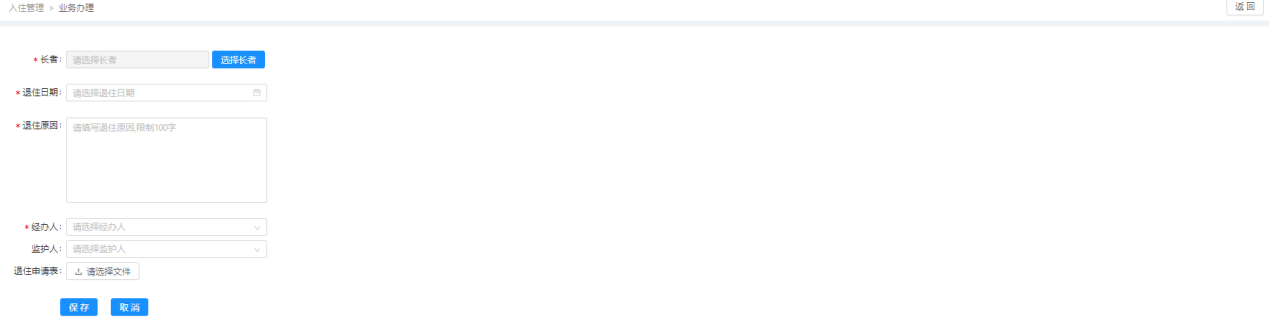 入住管理 > 业务办理
返 回
* 长者: 请选择长者 选择长者
* 退住日期: 请选择退住日期
* 退住原因: 请填写退住原因,限制100字
* 经办人: 请选择经办人
监护人: 请选择监护人
退住申请表: 请选择文件
保 存 取 消